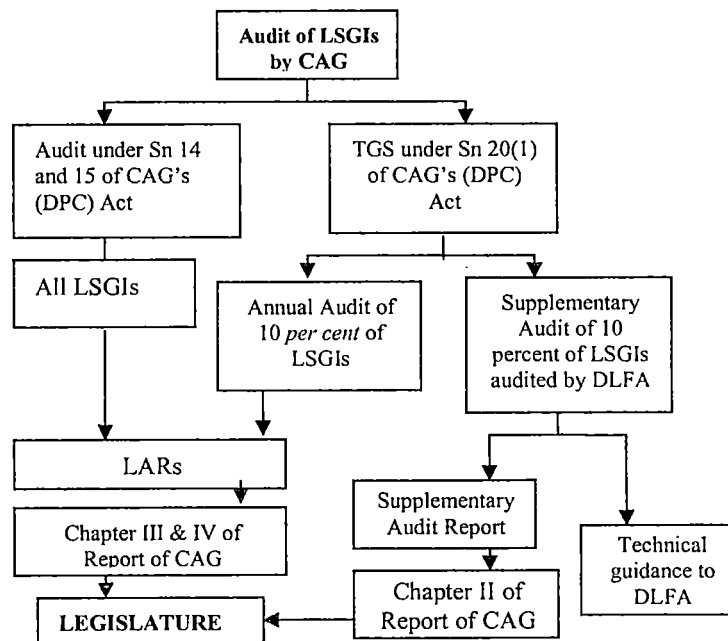 Audit of LSGIs
by CAG
Audit under Sn 14
and 15 of CAG's
(DPC) Act
TGS under Sn 20(1)
of CAG's (DPC)
Act
All LSGIs
Annual Audit of
10 per cent of
LSGIs
Supplementary
Audit of 10
percent of LSGIs
audited by DLFA
LARs
Supplementary
Audit Report
Chapter III & IV of
Report of CAG
Technical
guidance to
DLFA
Chapter II of
Report of CAG
LEGISLATURE